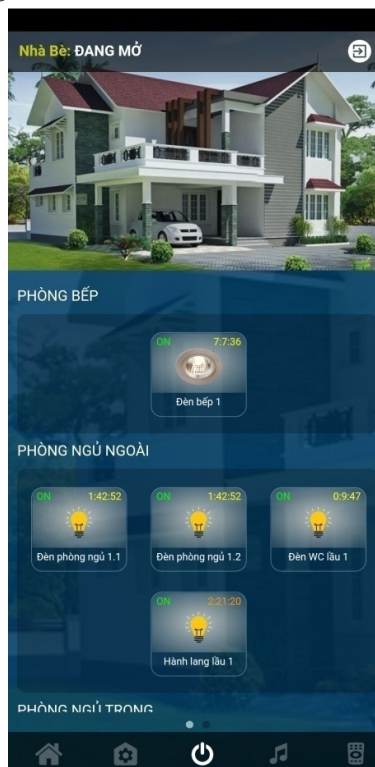 Nhà Bè: ĐANG MỞ
PHÒNG BẾP
ON 7:7:36
Đèn bếp 1
PHÒNG NGỦ NGOÀI
ON 1:42:52 ON 1:42:52 ON 0:9:47
Đèn phòng ngủ 1.1 Đèn phòng ngủ 1.2 Đèn WC lầu 1
ON 2:21:20
Hành lang lầu 1
PHÒNG NGỦ TRONG